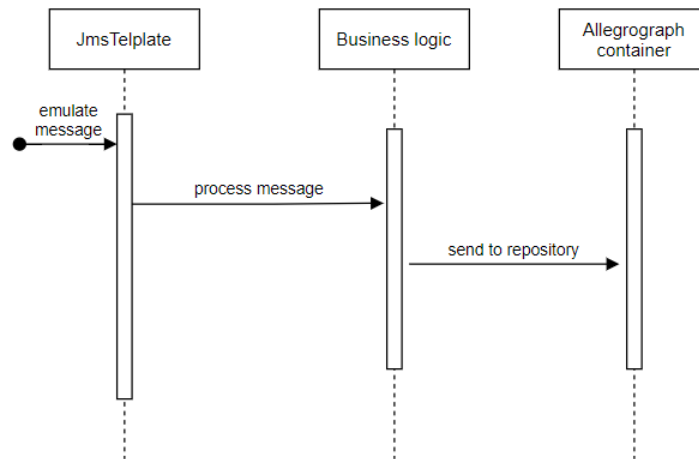 JmsTelplate
Business logic
Allegrograph
container
emulate
message
process message
send to repository